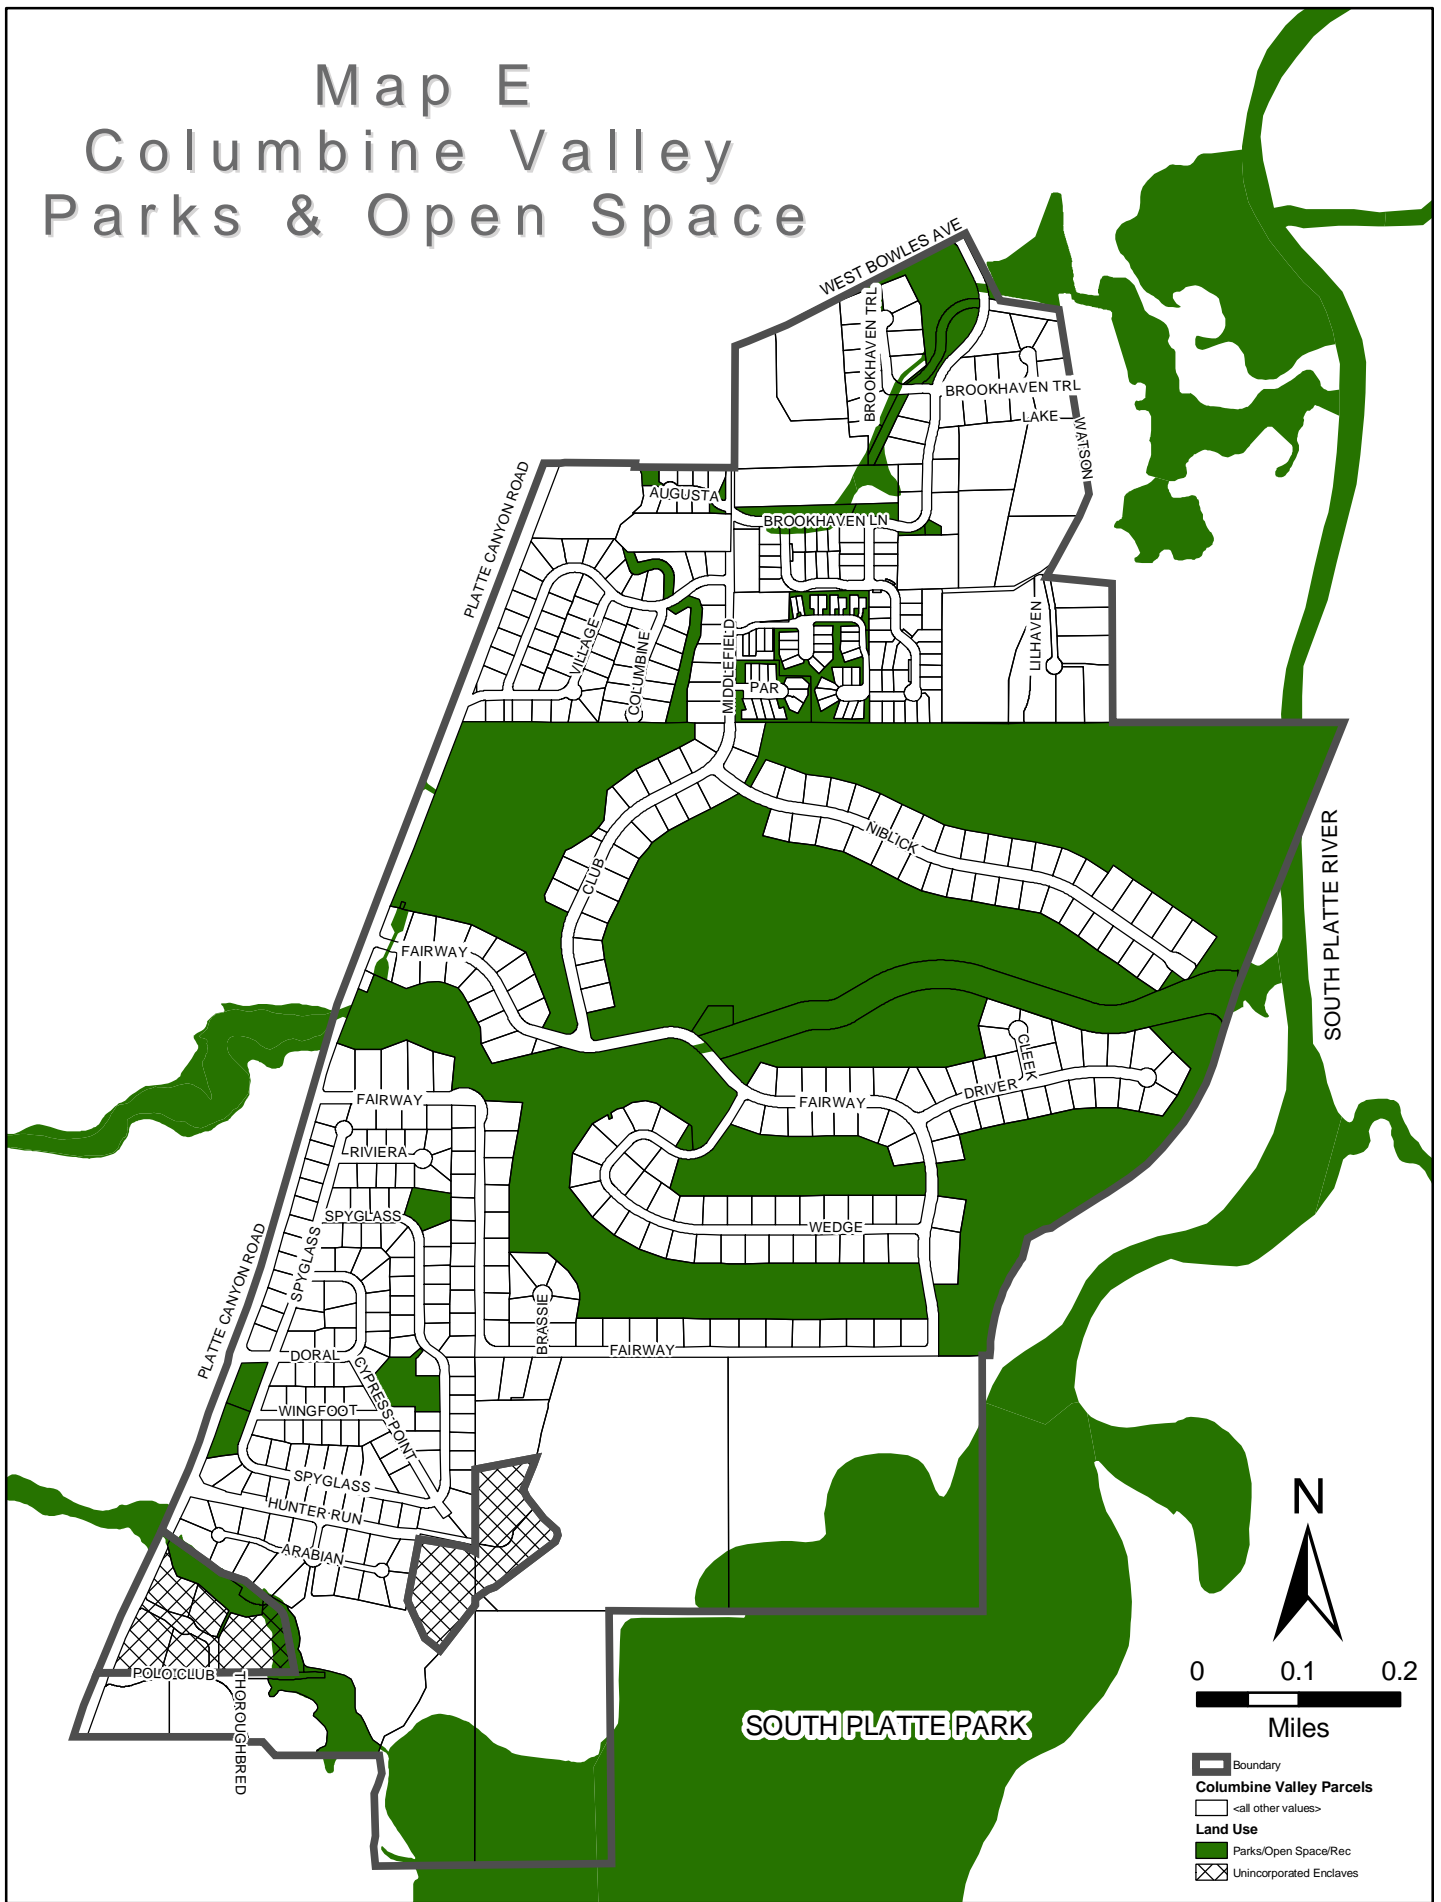 Map E
Columbine Valley
Parks & Open Space
WEST BOWLES AVE
BROOKHAVEN TRL
BROOKHAVEN TRL
LAKE
WATSON
PLATTE CANYON ROAD
AUGUSTA
BROOKHAVEN LN
VILLAGE
COLUMBINE
MIDDLEFIELD
PAR
LILHAVEN
NIBLICK
CLUB
SOUTH PLATTE RIVER
FAIRWAY
CLEEK
DRIVER
FAIRWAY
FAIRWAY
RIVIERA
SPYGLASS
SPYGLASS
WEDGE
PLATTE CANYON ROAD
BRASSIE
FAIRWAY
DORAL
CYPRESS POINT
WINGFOOT
SPYGLASS
HUNTER RUN
ARABIAN
POLO CLUB
THOROUGHBRED
SOUTH PLATTE PARK
N
0 0.1 0.2
Miles
Boundary
Columbine Valley Parcels
<all other values>
Land Use
Parks/Open Space/Rec
Unincorporated Enclaves